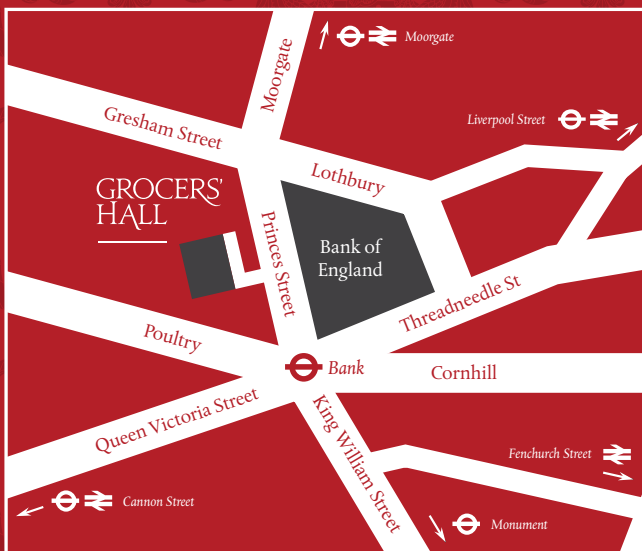 Moorgate
Moorgate
Gresham Street
Liverpool Street
Lothbury
GROCERS'
HALL
Princes Street
Bank of
England
Threadneedle St
Poultry
Bank
Cornhill
Queen Victoria Street
King William Street
Fenchurch Street
Cannon Street
Monument